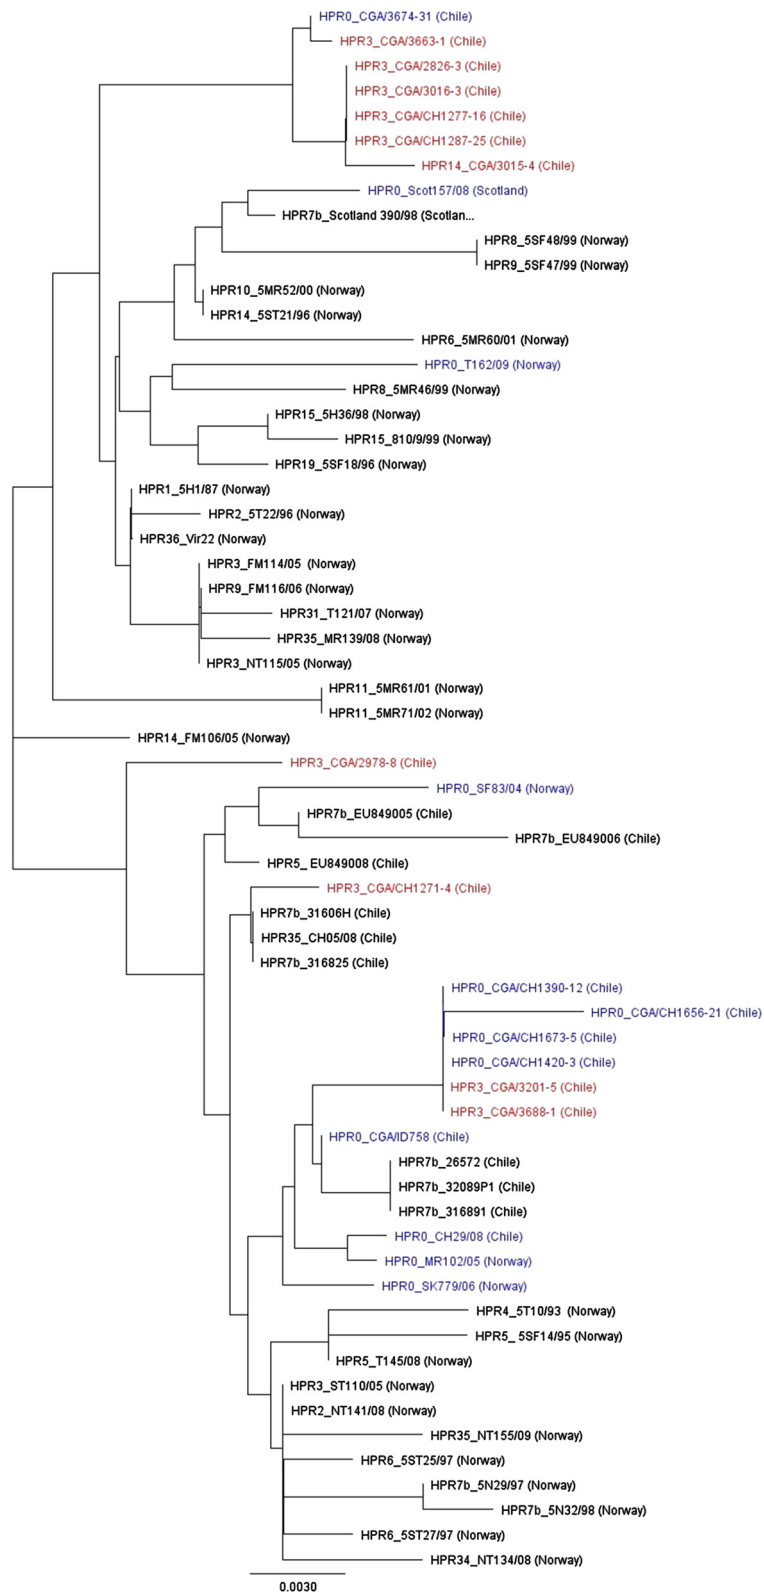 HPR0_CGA/3674-31 (Chile)
HPR3_CGA/3663-1 (Chile)
HPR3_CGA/2826-3 (Chile)
HPR3_CGA/3016-3 (Chile)
HPR3_CGA/CH1277-16 (Chile)
HPR3_CGA/CH1287-25 (Chile)
HPR14_CGA/3015-4 (Chile)
HPR0_Scot157/08 (Scotland)
HPR7b_Scotland 390/98 (Scotlan...
HPR8_5SF48/99 (Norway)
HPR9_5SF47/99 (Norway)
HPR10_5MR52/00 (Norway)
HPR14_5ST21/96 (Norway)
HPR6_5MR60/01 (Norway)
HPR0_T162/09 (Norway)
HPR8_5MR46/99 (Norway)
HPR15_5H36/98 (Norway)
HPR15_810/9/99 (Norway)
HPR19_5SF18/96 (Norway)
HPR1_5H1/87 (Norway)
HPR2_5T22/96 (Norway)
HPR36_Vir22 (Norway)
HPR3_FM114/05 (Norway)
HPR9_FM116/06 (Norway)
HPR31_T121/07 (Norway)
HPR35_MR139/08 (Norway)
HPR3_NT115/05 (Norway)
HPR11_5MR61/01 (Norway)
HPR11_5MR71/02 (Norway)
HPR14_FM106/05 (Norway)
HPR3_CGA/2978-8 (Chile)
HPR0_SF83/04 (Norway)
HPR7b_EU849005 (Chile)
HPR7b_EU849006 (Chile)
HPR5_ EU849008 (Chile)
HPR3_CGA/CH1271-4 (Chile)
HPR7b_31606H (Chile)
HPR35_CH05/08 (Chile)
HPR7b_316825 (Chile)
HPR0_CGA/CH1390-12 (Chile)
HPR0_CGA/CH1656-21 (Chile)
HPR0_CGA/CH1673-5 (Chile)
HPR0_CGA/CH1420-3 (Chile)
HPR3_CGA/3201-5 (Chile)
HPR3_CGA/3688-1 (Chile)
HPR0_CGA/ID758 (Chile)
HPR7b_26572 (Chile)
HPR7b_32089P1 (Chile)
HPR7b_316891 (Chile)
HPR0_CH29/08 (Chile)
HPR0_MR102/05 (Norway)
HPR0_SK779/06 (Norway)
HPR4_5T10/93 (Norway)
HPR5_ 5SF14/95 (Norway)
HPR5_T145/08 (Norway)
HPR3_ST110/05 (Norway)
HPR2_NT141/08 (Norway)
HPR35_NT155/09 (Norway)
HPR6_5ST25/97 (Norway)
HPR7b_5N29/97 (Norway)
HPR7b_5N32/98 (Norway)
HPR6_5ST27/97 (Norway)
HPR34_NT134/08 (Norway)
0.0030